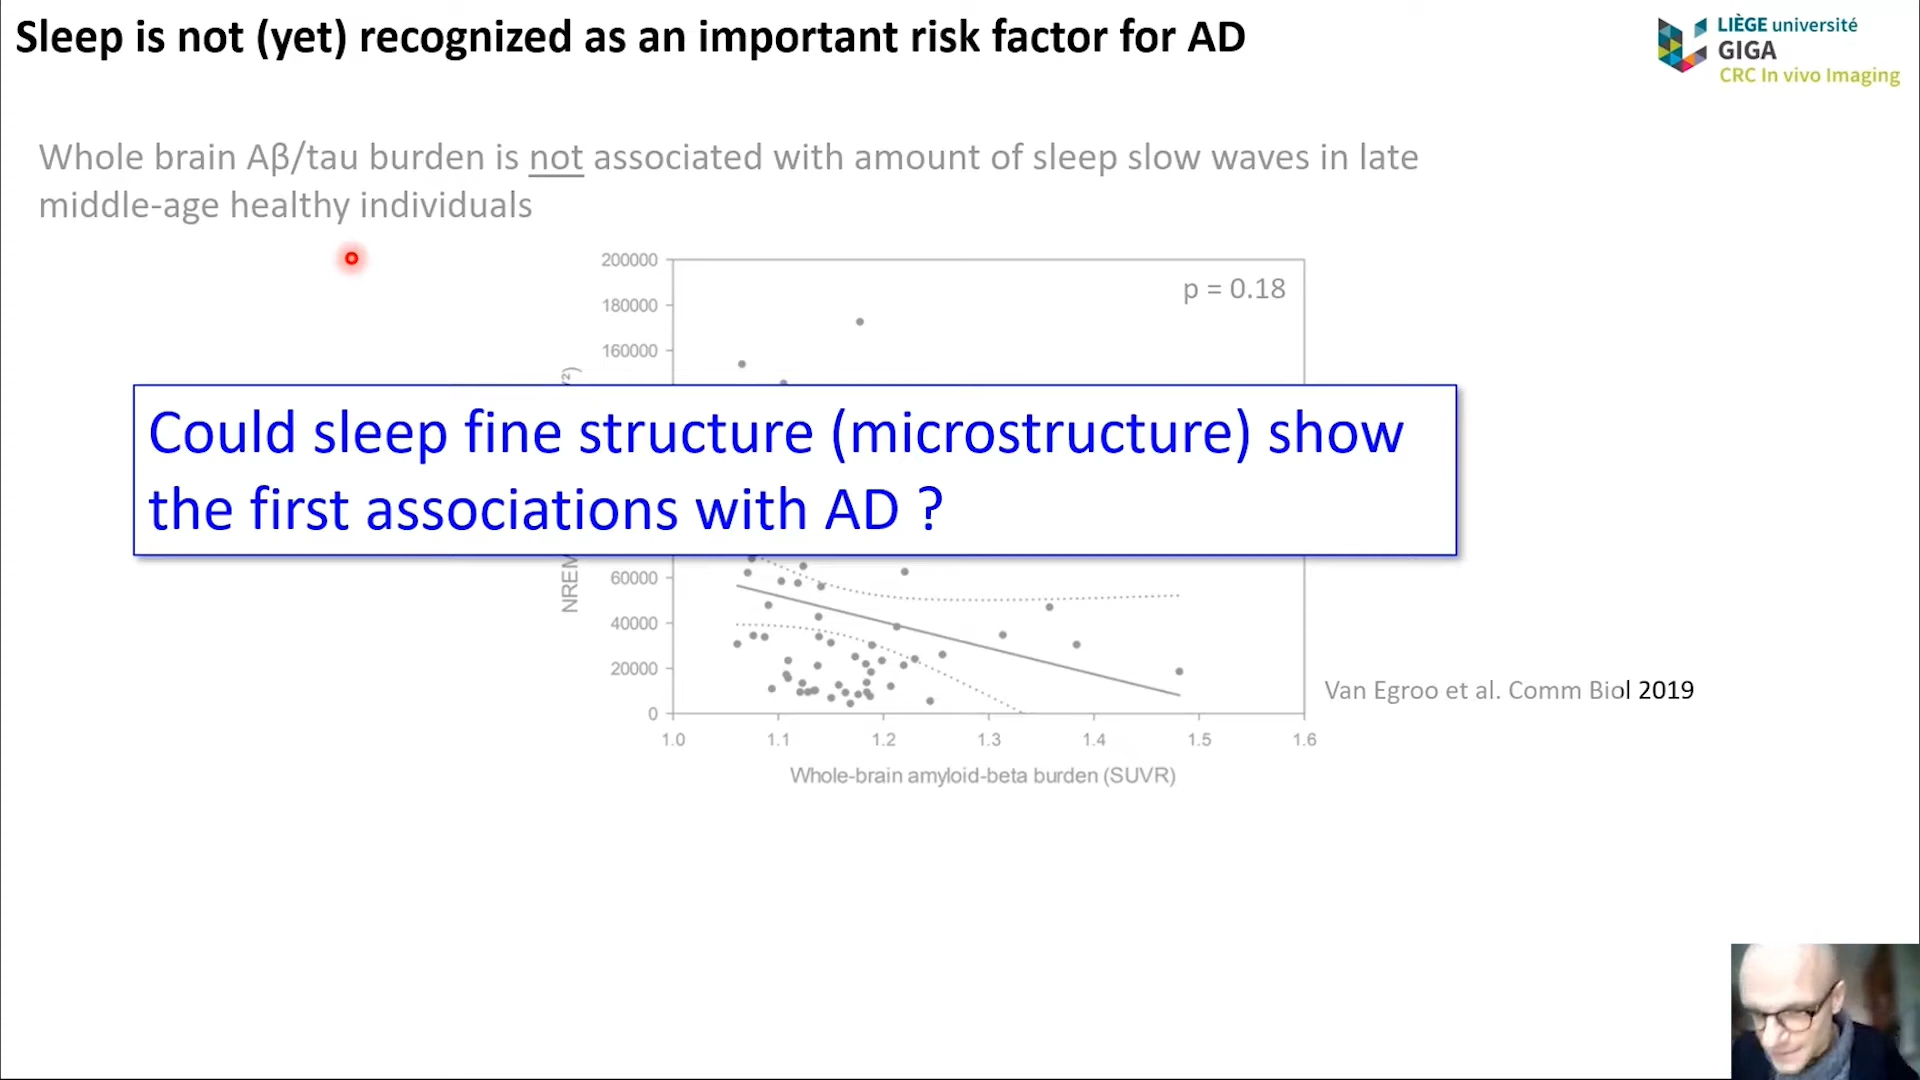 Sleep is not (yet) recognized as an important risk factor for AD
LIÈGE université
GIGA
CRC In vivo Imaging
Whole brain Aβ/tau burden is not associated with amount of sleep slow waves in late
middle-age healthy individuals
200000
p = 0.18
180000
160000
²)
Could sleep fine structure (microstructure) show
the first associations with AD ?
NREM
60000
40000
20000
0
1.0 1.1 1.2 1.3 1.4 1.5 1.6
Whole-brain amyloid-beta burden (SUVR)
Van Egroo et al. Comm Biol 2019